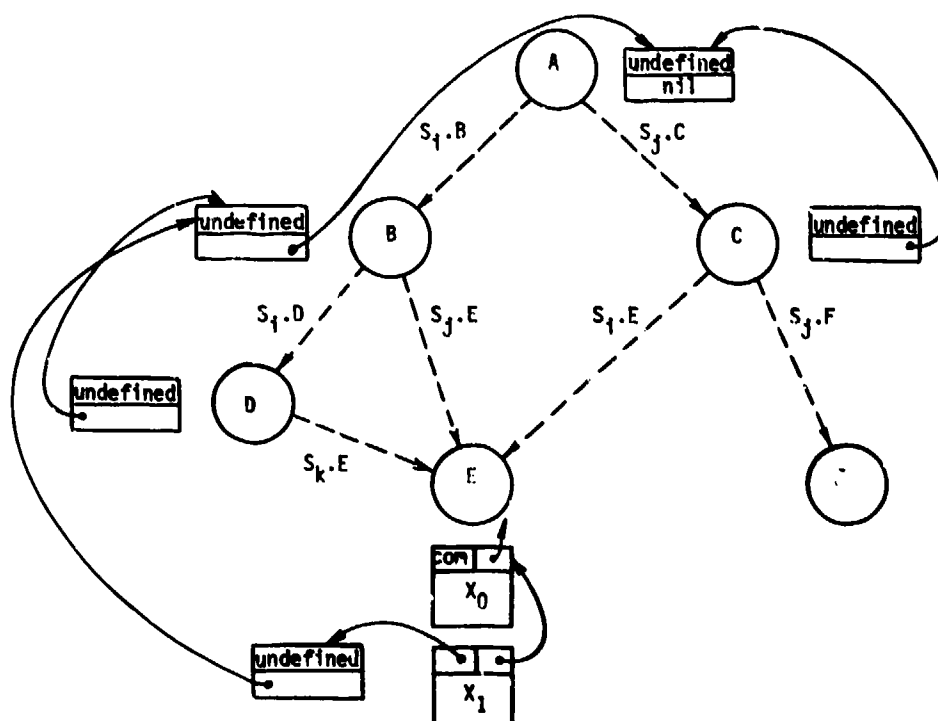 A
undefined
nil
S_i.B
S_j.C
undefined
B
C
undefined
S_i.D
S_j.E
S_i.E
S_j.F
undefined
D
S_k.E
E
com
X_0
undefined
X_1